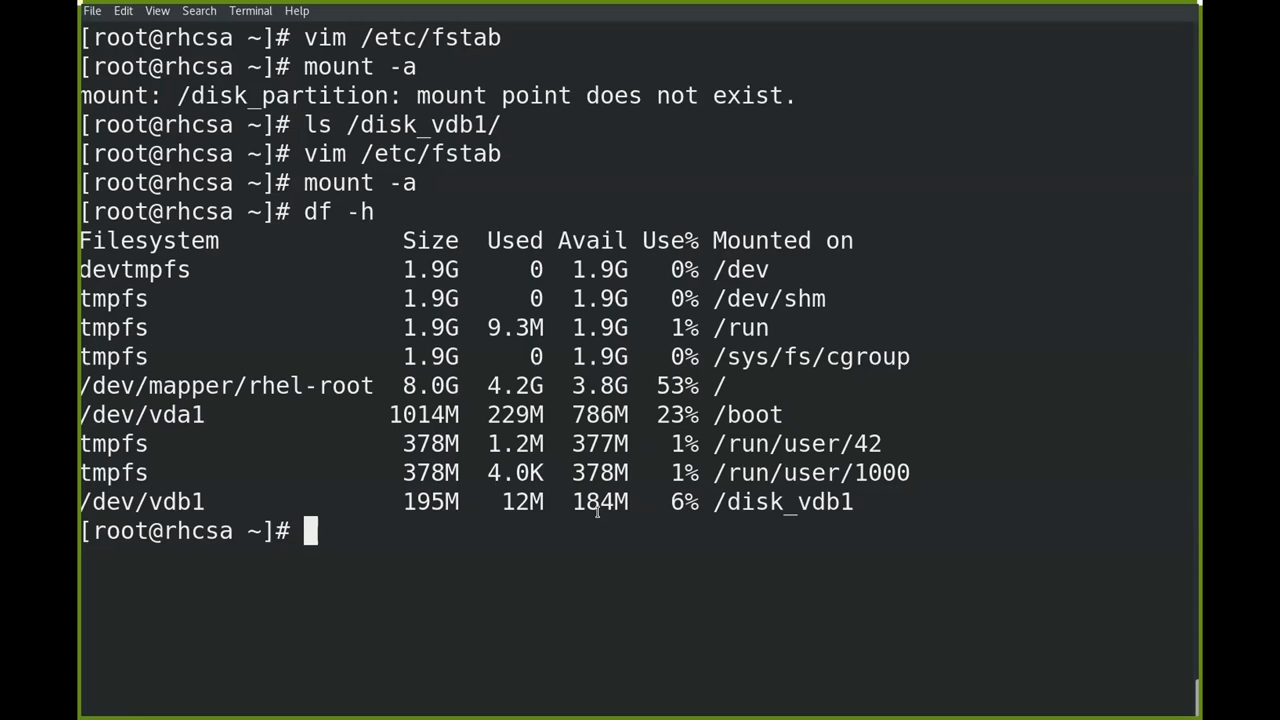 File Edit View Search Terminal Help
[root@rhcsa ~]# vim /etc/fstab
[root@rhcsa ~]# mount -a
mount: /disk_partition: mount point does not exist.
[root@rhcsa ~]# ls /disk_vdb1/
[root@rhcsa ~]# vim /etc/fstab
[root@rhcsa ~]# mount -a
[root@rhcsa ~]# df -h
Filesystem Size Used Avail Use% Mounted on
devtmpfs 1.9G 0 1.9G 0% /dev
tmpfs 1.9G 0 1.9G 0% /dev/shm
tmpfs 1.9G 9.3M 1.9G 1% /run
tmpfs 1.9G 0 1.9G 0% /sys/fs/cgroup
/dev/mapper/rhel-root 8.0G 4.2G 3.8G 53% /
/dev/vda1 1014M 229M 786M 23% /boot
tmpfs 378M 1.2M 377M 1% /run/user/42
tmpfs 378M 4.0K 378M 1% /run/user/1000
/dev/vdb1 195M 12M 184M 6% /disk_vdb1
[root@rhcsa ~]#